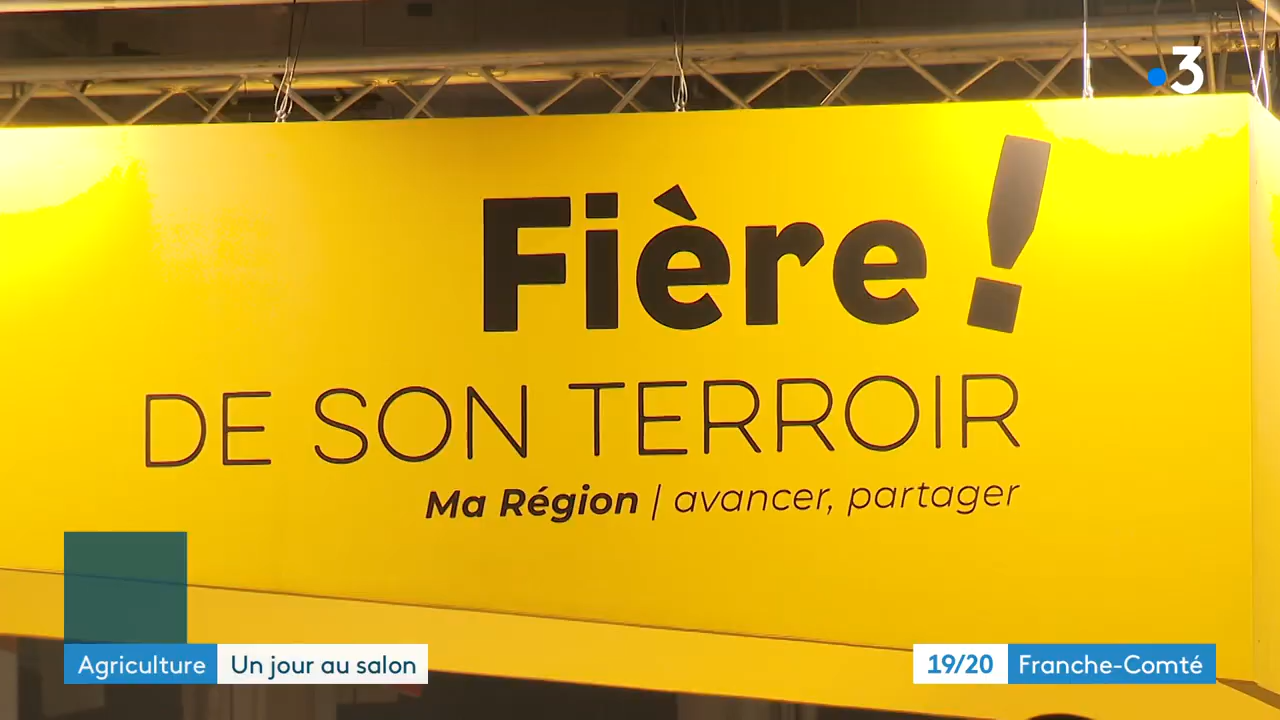 3
Fière!
DE SON TERROIR
Ma Région | avancer, partager
Agriculture Un jour au salon
19/20 Franche-Comté